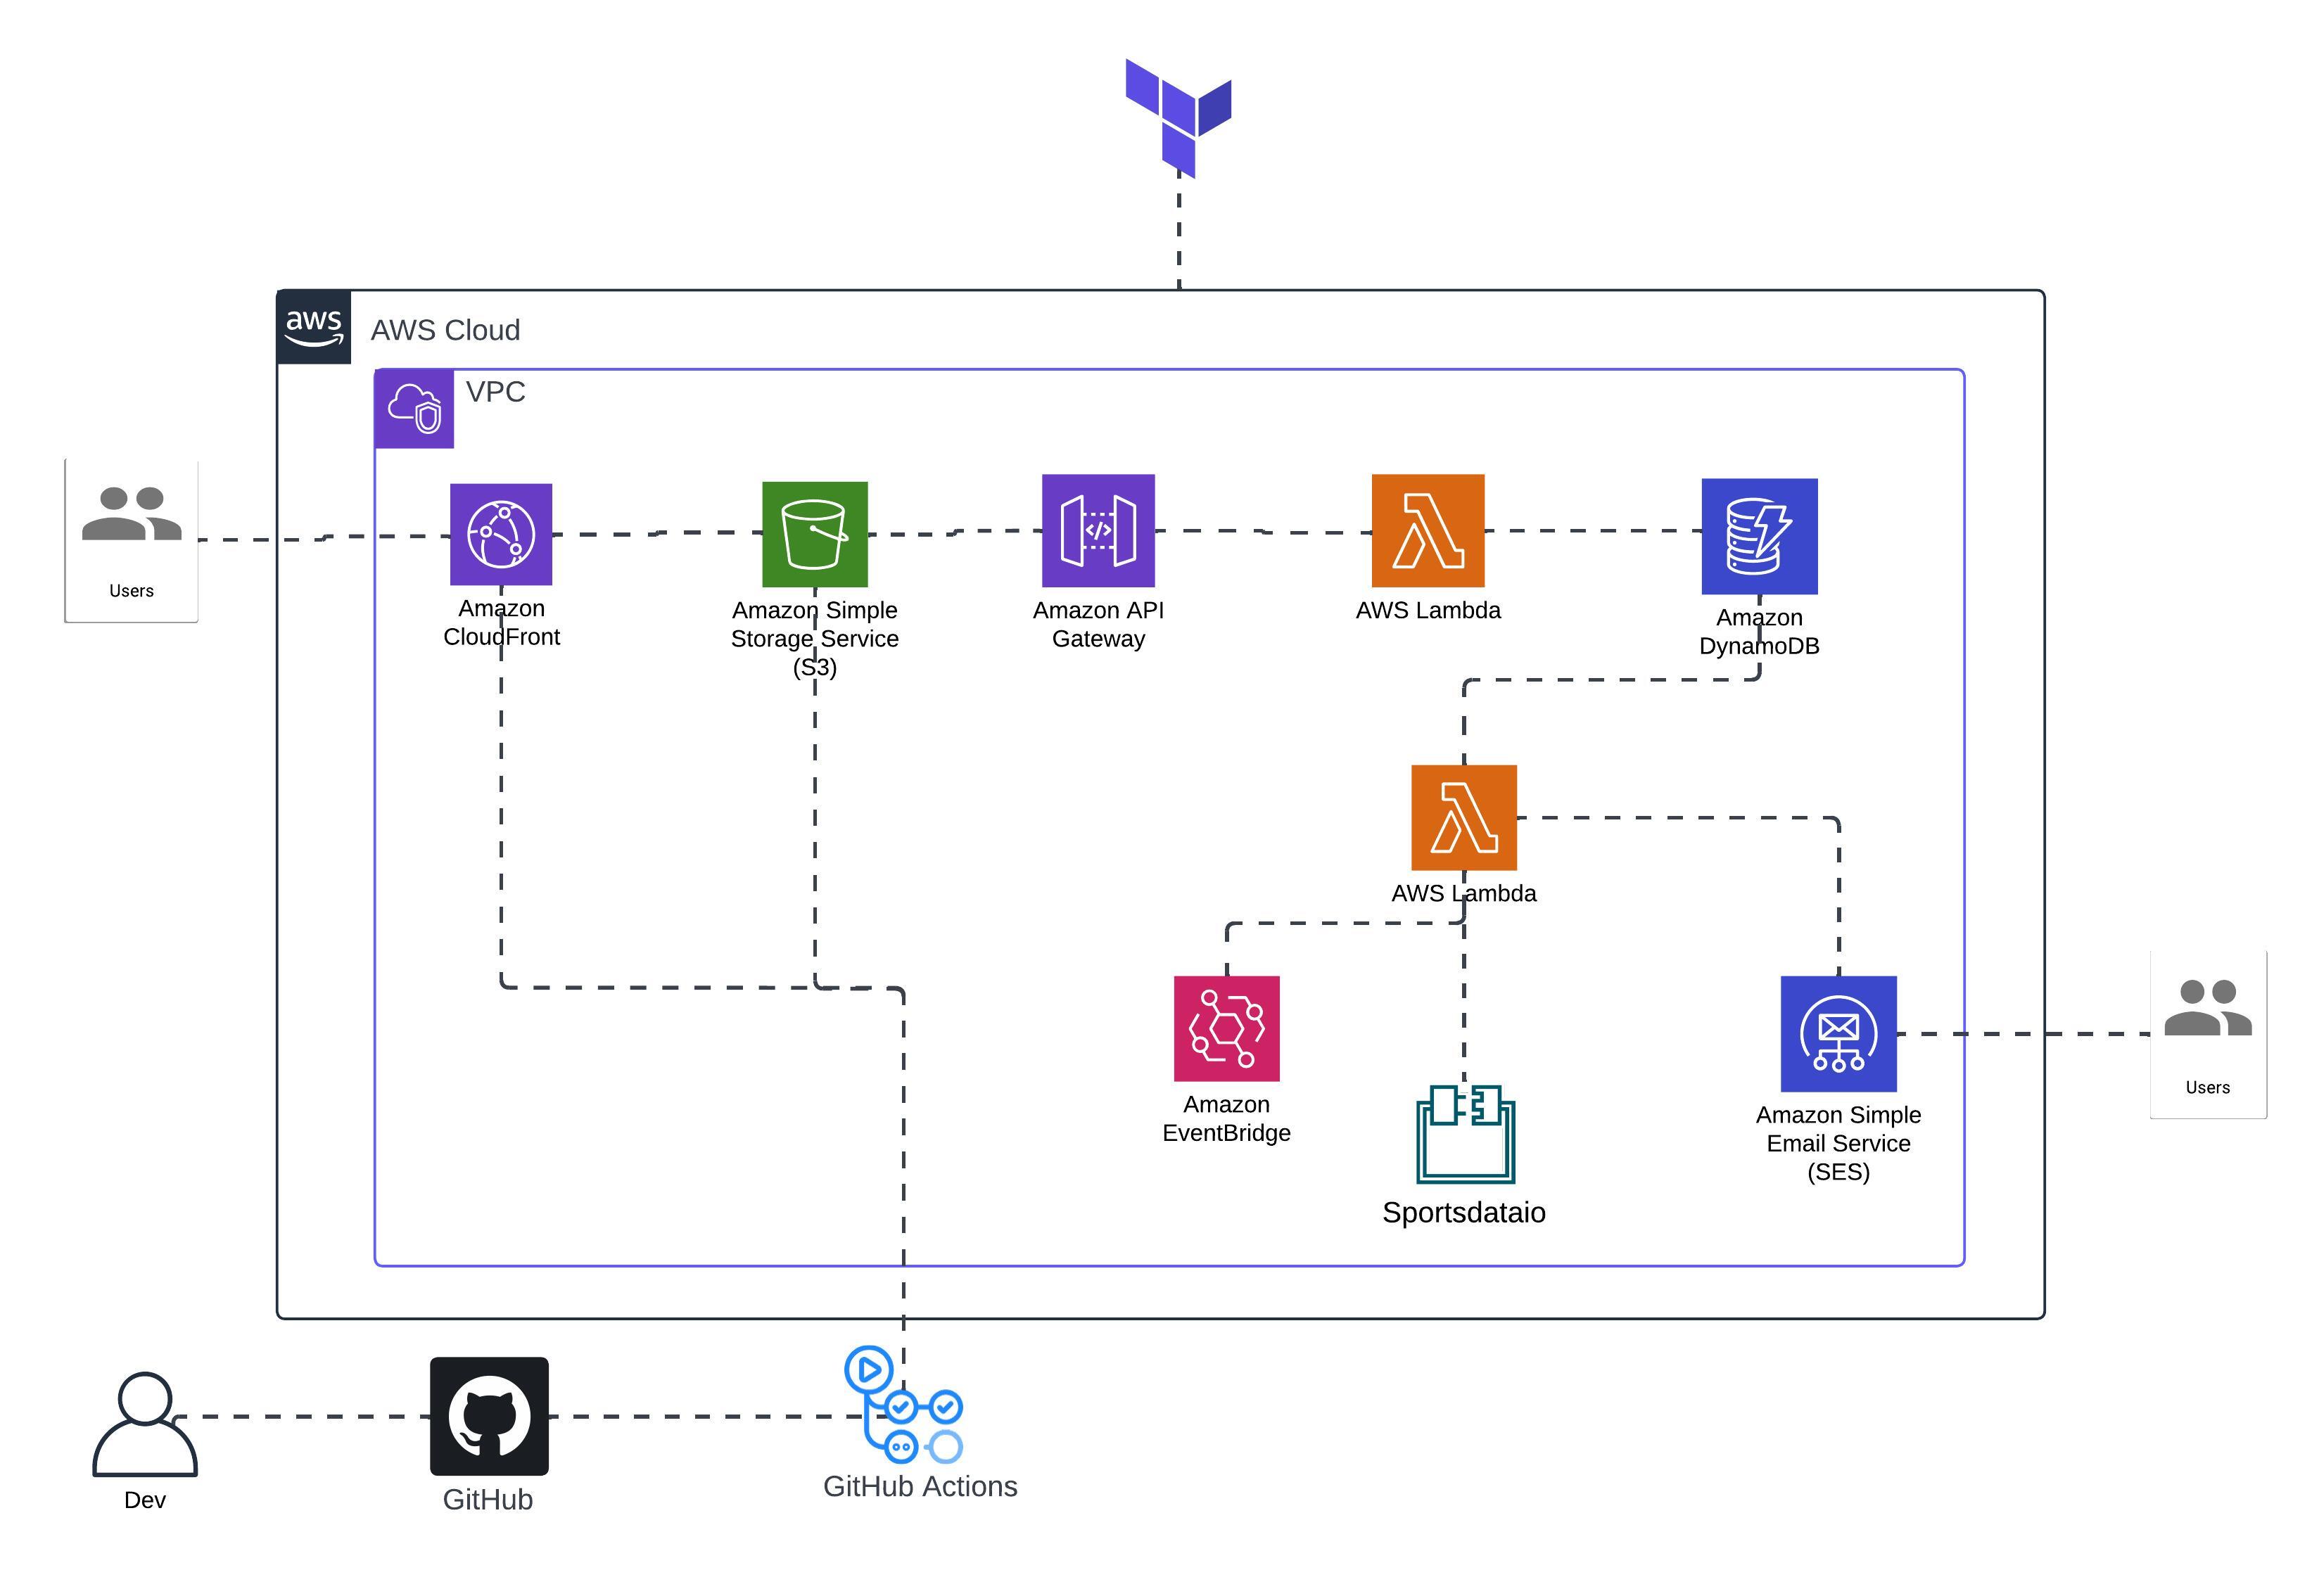 aws
AWS Cloud
VPC
Users
Amazon
CloudFront
Amazon Simple
Storage Service
(S3)
</>
Amazon API
Gateway
AWS Lambda
Amazon
DynamoDB
AWS Lambda
Amazon
EventBridge
Sportsdataio
Amazon Simple
Email Service
(SES)
Users
Dev
GitHub
GitHub Actions